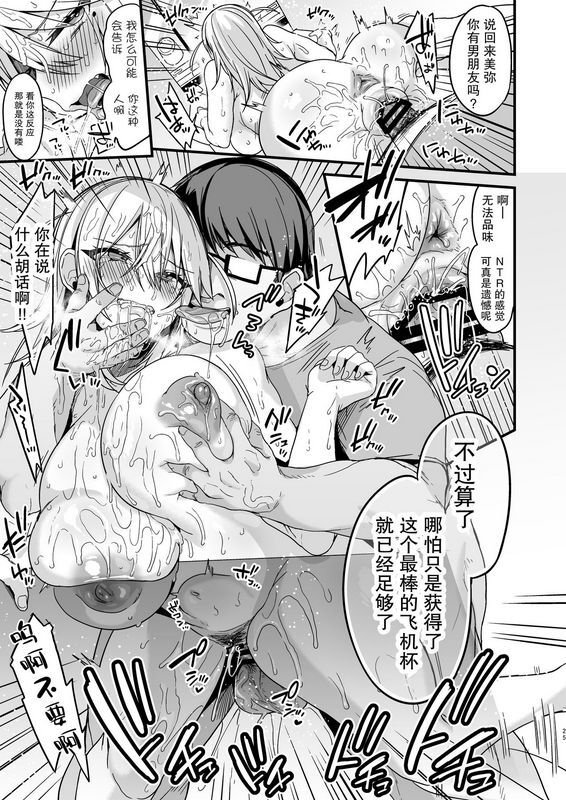 说回来美弥
你有男朋友吗？
我怎么可能
会告诉
你这种
人啊
看你这反应
那就是没有喽
啊—
无法品味
NTR的感觉
可真是遗憾呢
你在说
什么胡话啊!!
不过算了
哪怕只是获得了
这个最棒的飞机杯
就已经足够了
呜啊不要啊
25